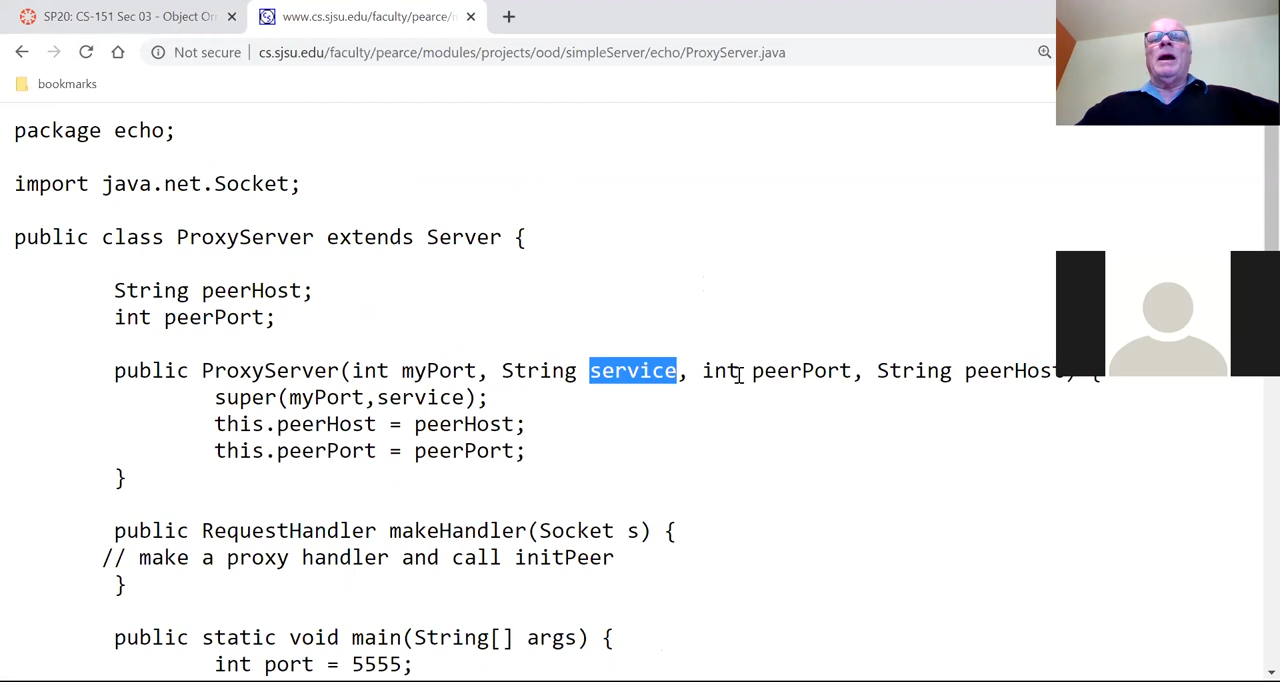 SP20: CS-151 Sec 03 - Object Or
www.cs.sjsu.edu/faculty/pearce/
Not secure
cs.sjsu.edu/faculty/pearce/modules/projects/ood/simpleServer/echo/ProxyServer.java
bookmarks
package echo;
import java.net.Socket;
public class ProxyServer extends Server {
String peerHost;
int peerPort;
public ProxyServer(int myPort, String service, int peerPort, String peerHost) {
super(myPort,service);
this.peerHost = peerHost;
this.peerPort = peerPort;
}
public RequestHandler makeHandler(Socket s) {
// make a proxy handler and call initPeer
}
public static void main(String[] args) {
int port = 5555;